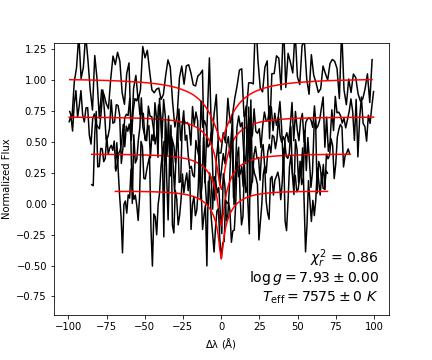 1.25
1.00
0.75
0.50
0.25
0.00
−0.25
−0.50
−0.75
Normalized Flux
χ²ᵣ = 0.86
log g = 7.93 ± 0.00
T_eff = 7575 ± 0 K
−100 −75 −50 −25 0 25 50 75 100
Δλ (Å)